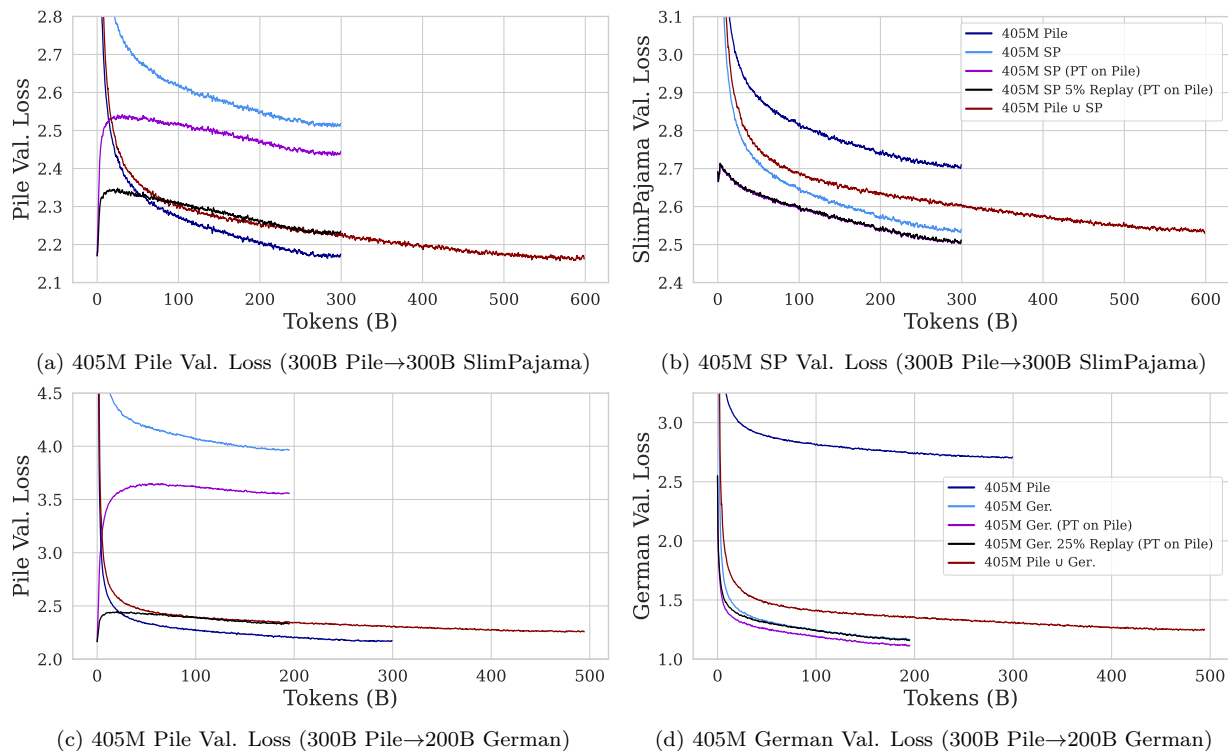 2.8
2.7
2.6
2.5
2.4
2.3
2.2
2.1
Pile Val. Loss
0 100 200 300 400 500 600
Tokens (B)
(a) 405M Pile Val. Loss (300B Pile→300B SlimPajama)
3.1
3.0
2.9
2.8
2.7
2.6
2.5
2.4
SlimPajama Val. Loss
405M Pile
405M SP
405M SP (PT on Pile)
405M SP 5% Replay (PT on Pile)
405M Pile ∪ SP
0 100 200 300 400 500 600
Tokens (B)
(b) 405M SP Val. Loss (300B Pile→300B SlimPajama)
4.5
4.0
3.5
3.0
2.5
2.0
Pile Val. Loss
0 100 200 300 400 500
Tokens (B)
(c) 405M Pile Val. Loss (300B Pile→200B German)
3.0
2.5
2.0
1.5
1.0
German Val. Loss
405M Pile
405M Ger.
405M Ger. (PT on Pile)
405M Ger. 25% Replay (PT on Pile)
405M Pile ∪ Ger.
0 100 200 300 400 500
Tokens (B)
(d) 405M German Val. Loss (300B Pile→200B German)